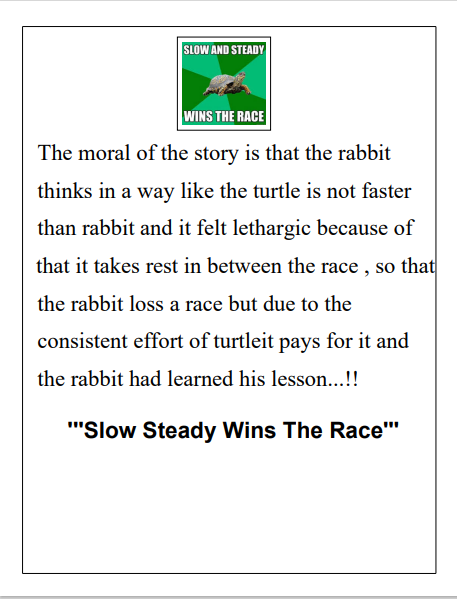 SLOW AND STEADY
WINS THE RACE
The moral of the story is that the rabbit
thinks in a way like the turtle is not faster
than rabbit and it felt lethargic because of
that it takes rest in between the race , so that
the rabbit loss a race but due to the
consistent effort of turtleit pays for it and
the rabbit had learned his lesson...!!
'''Slow Steady Wins The Race'''